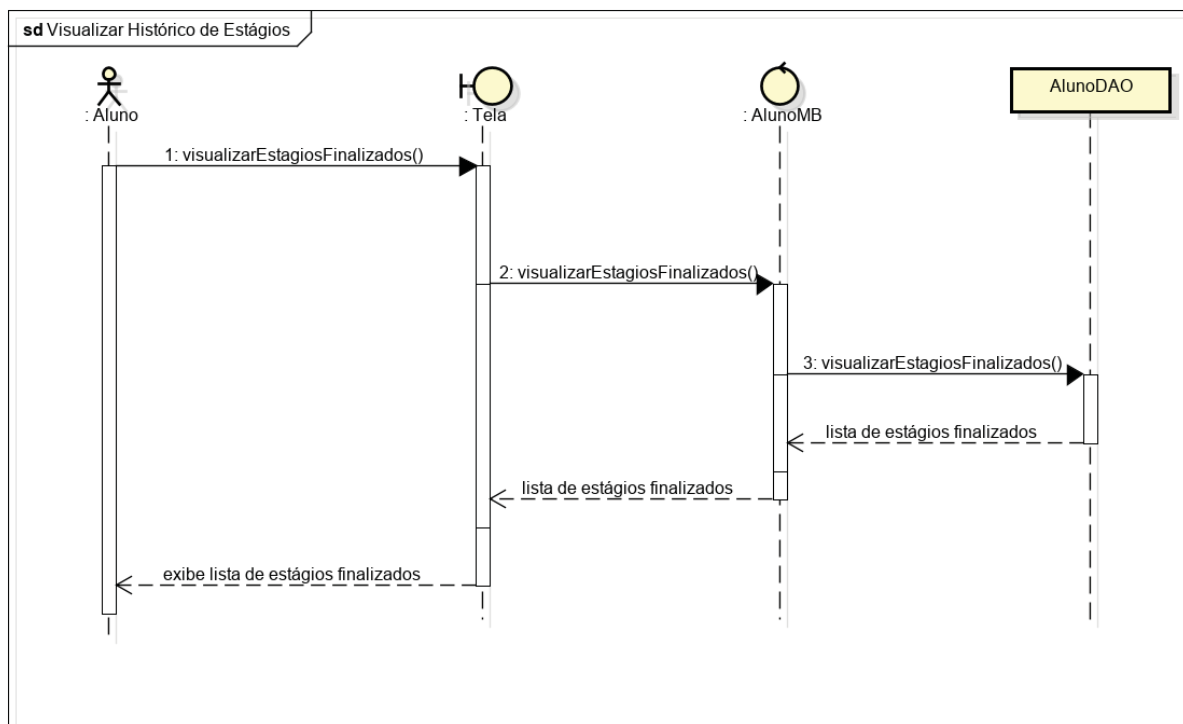 sd Visualizar Histórico de Estágios
: Aluno
: Tela
: AlunoMB
AlunoDAO
1: visualizarEstagiosFinalizados()
2: visualizarEstagiosFinalizados()
3: visualizarEstagiosFinalizados()
lista de estágios finalizados
lista de estágios finalizados
exibe lista de estágios finalizados